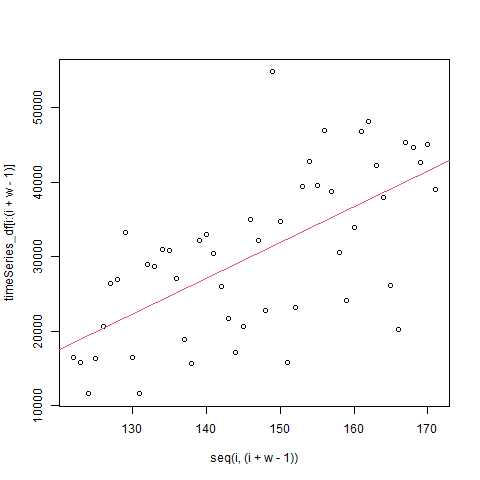 50000
40000
30000
20000
10000
timeSeries_df[i:(i + w - 1)]
130 140 150 160 170
seq(i, (i + w - 1))